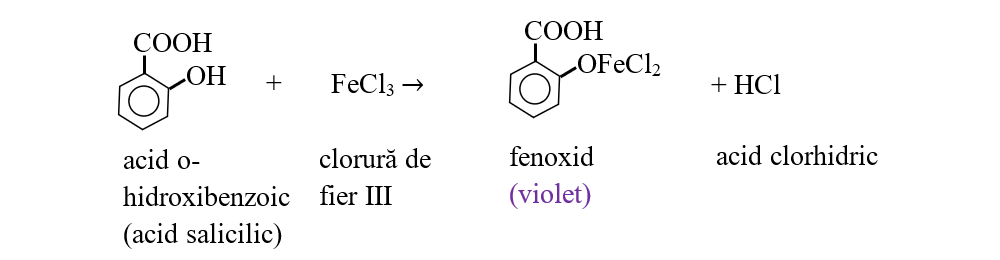 COOH
OH + FeCl₃ →
COOH
OFeCl₂ + HCl
acid o-
hidroxibenzoic
(acid salicilic)
clorură de
fier III
fenoxid
(violet)
acid clorhidric